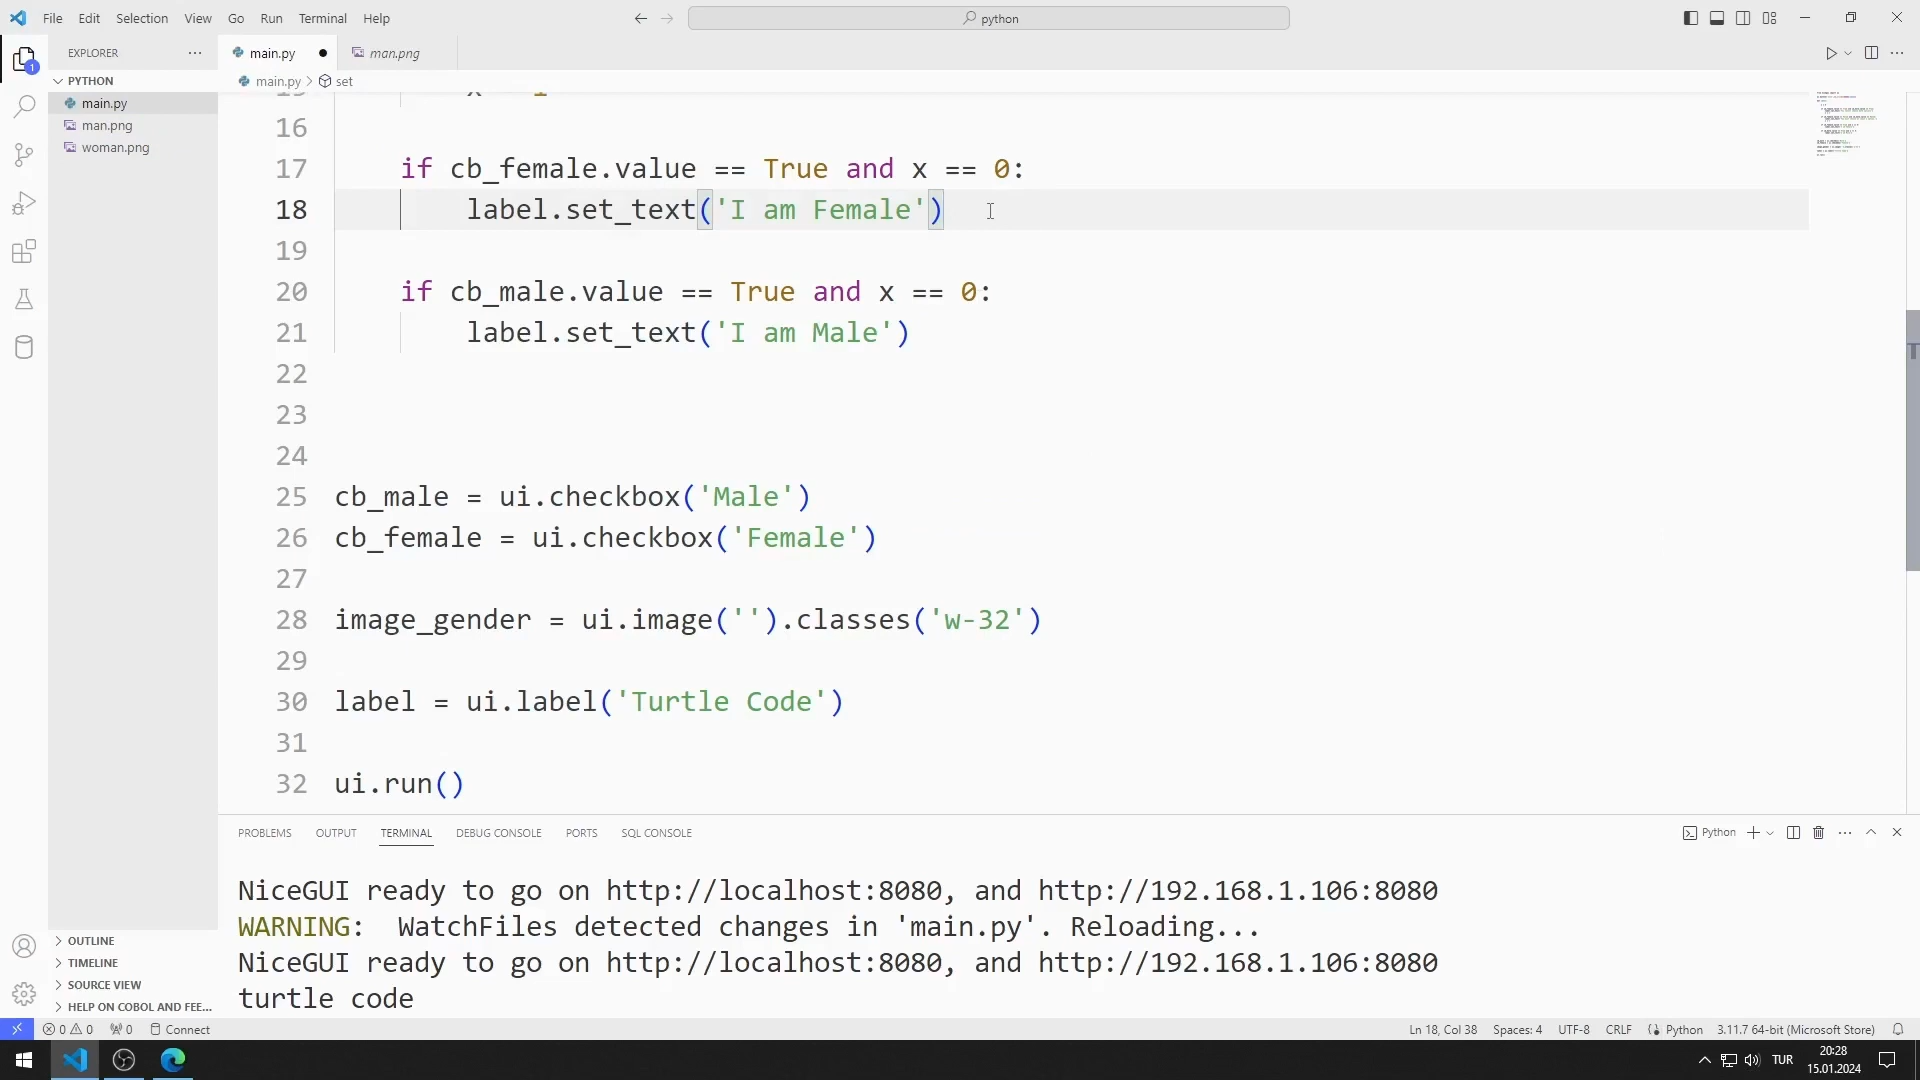 File Edit Selection View Go Run Terminal Help
python
EXPLORER
main.py
man.png
PYTHON
main.py > set
main.py
man.png
woman.png
16
17 if cb_female.value == True and x == 0:
18 label.set_text('I am Female')
19
20 if cb_male.value == True and x == 0:
21 label.set_text('I am Male')
22
23
24
25 cb_male = ui.checkbox('Male')
26 cb_female = ui.checkbox('Female')
27
28 image_gender = ui.image('').classes('w-32')
29
30 label = ui.label('Turtle Code')
31
32 ui.run()
PROBLEMS OUTPUT TERMINAL DEBUG CONSOLE PORTS SQL CONSOLE
Python
NiceGUI ready to go on http://localhost:8080, and http://192.168.1.106:8080
WARNING: WatchFiles detected changes in 'main.py'. Reloading...
NiceGUI ready to go on http://localhost:8080, and http://192.168.1.106:8080
turtle code
OUTLINE
TIMELINE
SOURCE VIEW
HELP ON COBOL AND FEE...
0 0 0 Connect
Ln 18, Col 38 Spaces: 4 UTF-8 CRLF Python 3.11.7 64-bit (Microsoft Store)
TUR
20:28
15.01.2024
1